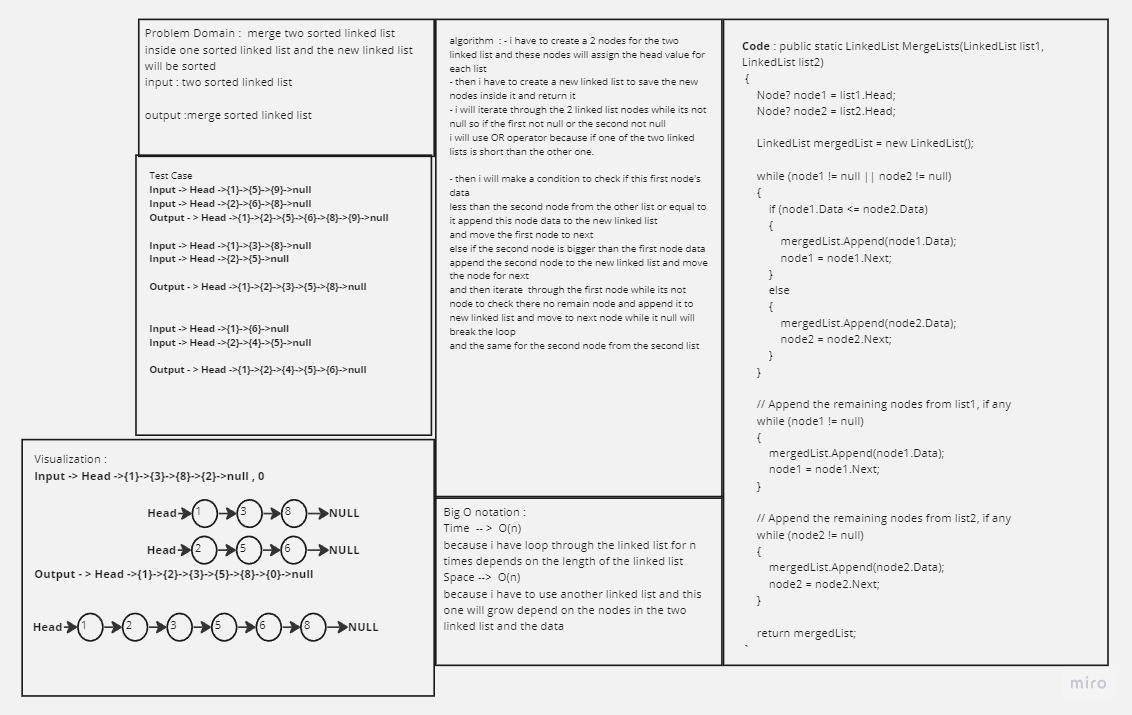 Problem Domain :  merge two sorted linked list
inside one sorted linked list and the new linked list
will be sorted
input : two sorted linked list
output :merge sorted linked list
Test Case
Input -> Head ->{1}->{5}->{9}->null
Input -> Head ->{2}->{6}->{8}->null
Output - > Head ->{1}->{2}->{5}->{6}->{8}->{9}->null
Input -> Head ->{1}->{3}->{8}->null
Input -> Head ->{2}->{5}->null
Output - > Head ->{1}->{2}->{3}->{5}->{8}->null
Input -> Head ->{1}->{6}->null
Input -> Head ->{2}->{4}->{5}->null
Output - > Head ->{1}->{2}->{4}->{5}->{6}->null
Visualization :
Input -> Head ->{1}->{3}->{8}->{2}->null , 0
Head 1 3 8 NULL
Head 2 5 6 NULL
Output - > Head ->{1}->{2}->{3}->{5}->{8}->{0}->null
Head 1 2 3 5 6 8 NULL
algorithm  : - i have to create a 2 nodes for the two
linked list and these nodes will assign the head value for
each list
- then i have to create a new linked list to save the new
nodes inside it and return it
- i will iterate through the 2 linked list nodes while its not
null so if the first not null or the second not null
i will use OR operator because if one of the two linked
lists is short than the other one.
- then i will make a condition to check if this first node's
data
less than the second node from the other list or equal to
it append this node data to the new linked list
and move the first node to next
else if the second node is bigger than the first node data
append the second node to the new linked list and move
the node for next
and then iterate  through the first node while its not
node to check there no remain node and append it to
new linked list and move to next node while it null will
break the loop
and the same for the second node from the second list
Big O notation :
Time  -- >  O(n)
because i have loop through the linked list for n
times depends on the length of the linked list
Space -->  O(n)
because i have to use another linked list and this
one will grow depend on the nodes in the two
linked list and the data
Code : public static LinkedList MergeLists(LinkedList list1,
LinkedList list2)
{
Node? node1 = list1.Head;
Node? node2 = list2.Head;
LinkedList mergedList = new LinkedList();
while (node1 != null || node2 != null)
{
if (node1.Data <= node2.Data)
{
mergedList.Append(node1.Data);
node1 = node1.Next;
}
else
{
mergedList.Append(node2.Data);
node2 = node2.Next;
}
}
// Append the remaining nodes from list1, if any
while (node1 != null)
{
mergedList.Append(node1.Data);
node1 = node1.Next;
}
// Append the remaining nodes from list2, if any
while (node2 != null)
{
mergedList.Append(node2.Data);
node2 = node2.Next;
}
return mergedList;
miro